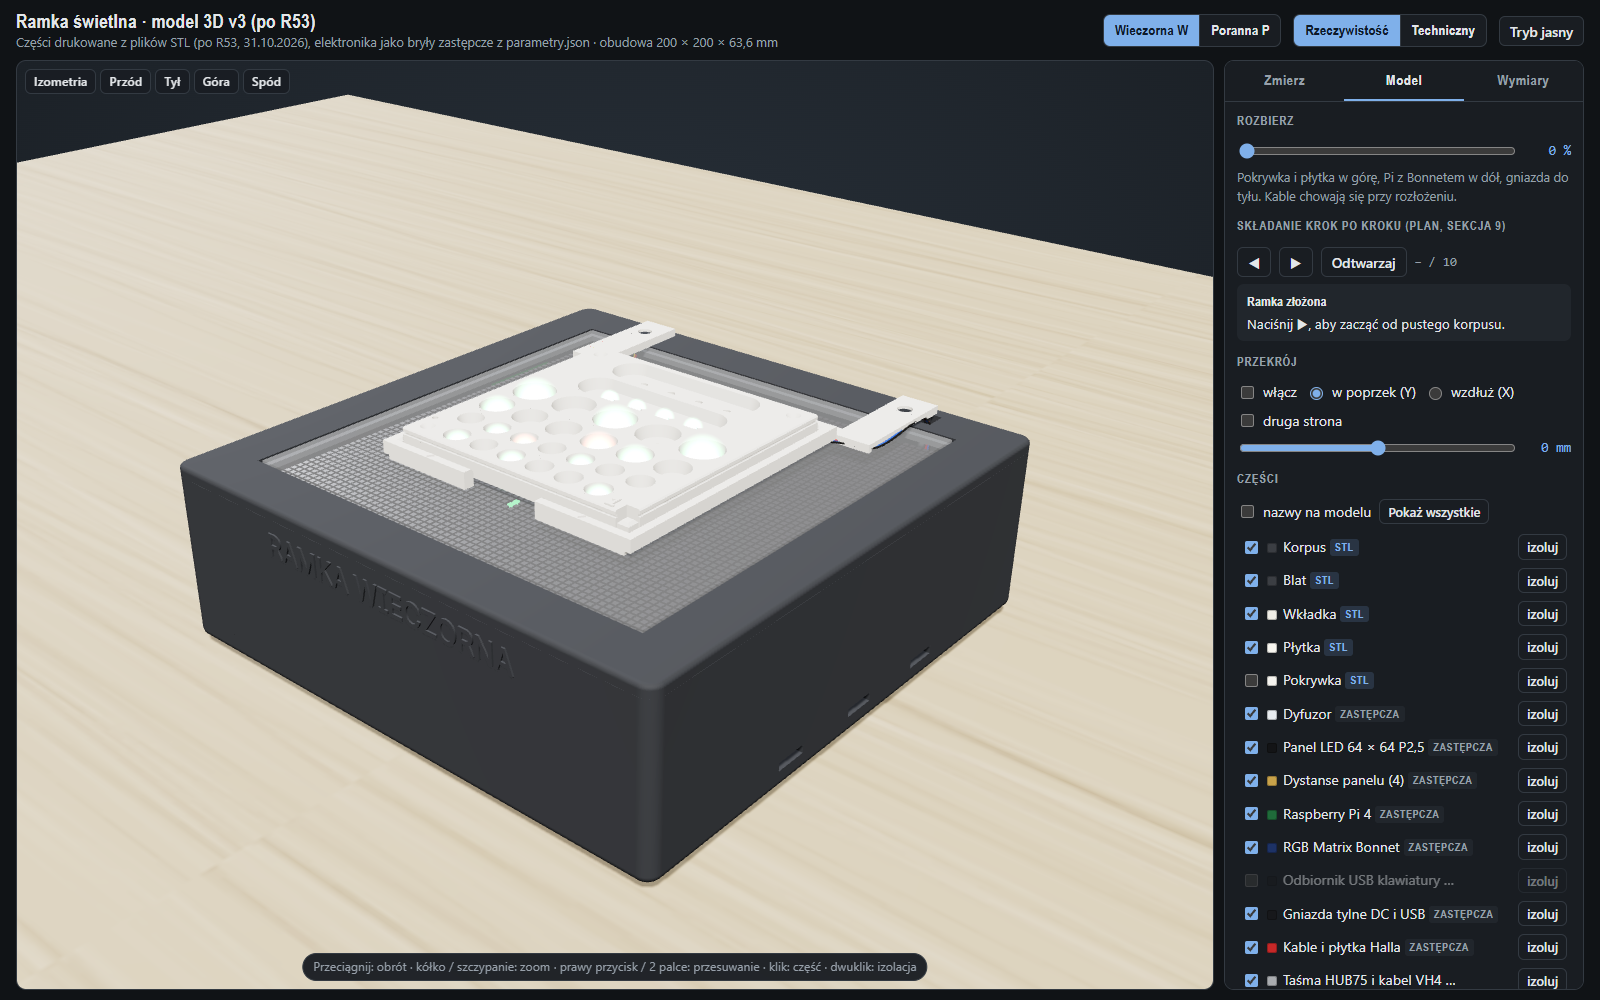 Ramka świetlna · model 3D v3 (po R53)
Części drukowane z plików STL (po R53, 31.10.2026), elektronika jako bryły zastępcze z parametry.json · obudowa 200 × 200 × 63,6 mm
Wieczorna W
Poranna P
Rzeczywistość
Techniczny
Tryb jasny
Izometria
Przód
Tył
Góra
Spód
RAMKA WIECZORNA
Przeciągnij: obrót · kółko / szczypanie: zoom · prawy przycisk / 2 palce: przesuwanie · klik: część · dwuklik: izolacja
Zmierz
Model
Wymiary
ROZBIERZ
0 %
Pokrywka i płytka w górę, Pi z Bonnetem w dół, gniazda do
tyłu. Kable chowają się przy rozłożeniu.
SKŁADANIE KROK PO KROKU (PLAN, SEKCJA 9)
◀ ▶ Odtwarzaj – / 10
Ramka złożona
Naciśnij ▶, aby zacząć od pustego korpusu.
PRZEKRÓJ
włącz w poprzek (Y) wzdłuż (X)
druga strona
0 mm
CZĘŚCI
nazwy na modelu Pokaż wszystkie
Korpus STL izoluj
Blat STL izoluj
Wkładka STL izoluj
Płytka STL izoluj
Pokrywka STL izoluj
Dyfuzor ZASTĘPCZA izoluj
Panel LED 64 × 64 P2,5 ZASTĘPCZA izoluj
Dystanse panelu (4) ZASTĘPCZA izoluj
Raspberry Pi 4 ZASTĘPCZA izoluj
RGB Matrix Bonnet ZASTĘPCZA izoluj
Odbiornik USB klawiatury ... izoluj
Gniazda tylne DC i USB ZASTĘPCZA izoluj
Kable i płytka Halla ZASTĘPCZA izoluj
Taśma HUB75 i kabel VH4 ... izoluj